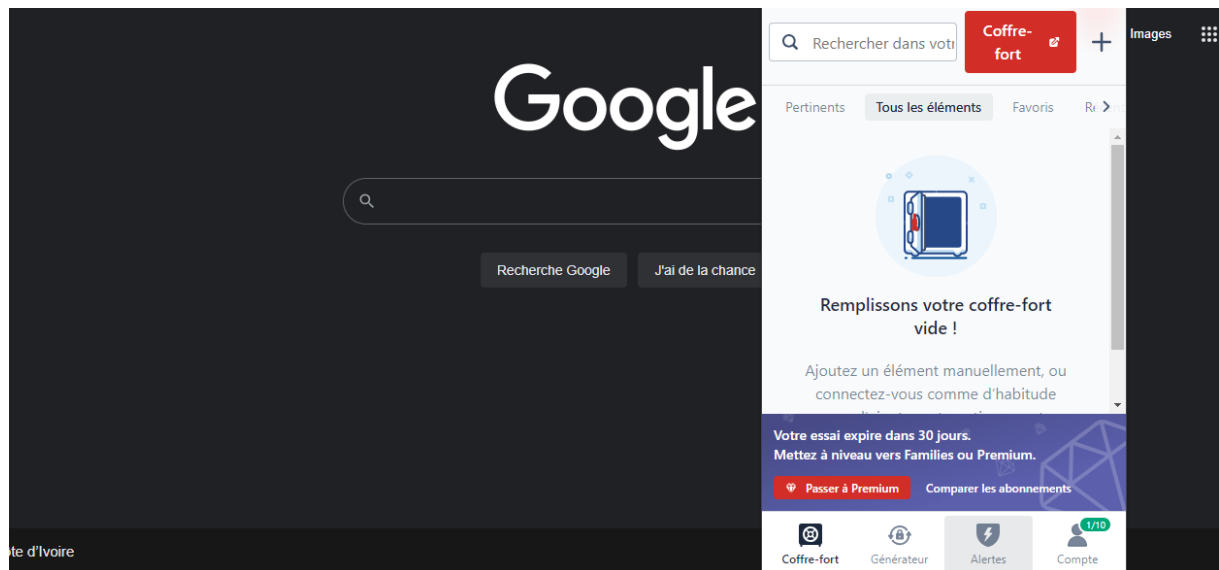 Google
Recherche Google
J'ai de la chance
Images
Rechercher dans vot
Coffre-
fort
Pertinents
Tous les éléments
Favoris
Remplissons votre coffre-fort
vide !
Ajoutez un élément manuellement, ou
connectez-vous comme d'habitude
Votre essai expire dans 30 jours.
Mettez à niveau vers Families ou Premium.
Passer à Premium
Comparer les abonnements
Coffre-fort
Générateur
Alertes
1/10
Compte
te d'Ivoire